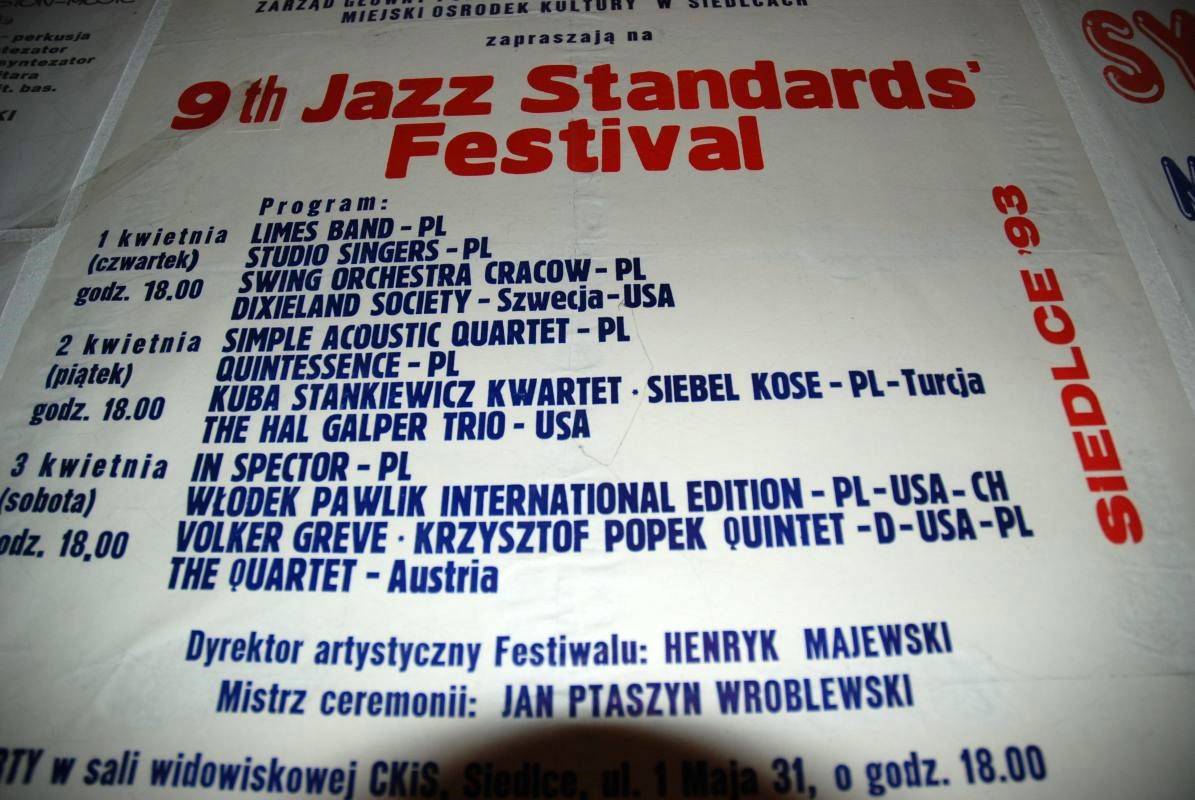 - perkusja
syntezator
ZARZĄD GŁÓWNY
MIEJSKI OSRODEK KULTURY W SIEDLCACH
zapraszają na
9th Jazz Standards'
Festival
Program:
1 kwietnia LIMES BAND - PL
(czwartek) STUDIO SINGERS - PL
godz. 18.00 SWING ORCHESTRA CRACOW - PL
DIXIELAND SOCIETY - Szwecja-USA
2 kwietnia SIMPLE ACOUSTIC QUARTET - PL
(piątek) QUINTESSENCE - PL
godz. 18.00 KUBA STANKIEWICZ KWARTET · SIEBEL KOSE - PL-Turcja
THE HAL GALPER TRIO - USA
3 kwietnia IN SPECTOR - PL
(sobota) WŁODEK PAWLIK INTERNATIONAL EDITION - PL-USA-CH
odz. 18.00 VOLKER GREVE · KRZYSZTOF POPEK QUINTET -D-USA-PL
THE QUARTET - Austria
SIEDLCE '93
Dyrektor artystyczny Festiwalu: HENRYK MAJEWSKI
Mistrz ceremonii: JAN PTASZYN WROBLEWSKI
RTY w sali widowiskowej CKiS, Siedlce, ul. 1 Maja 31, o godz. 18.00
SY